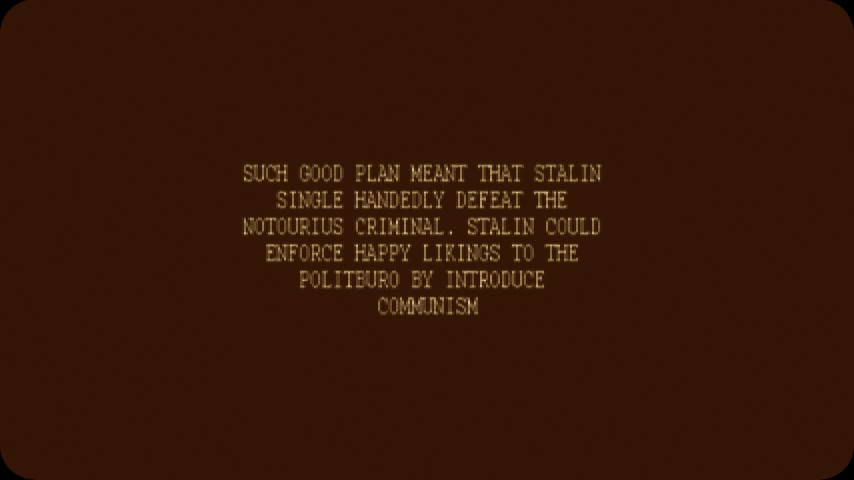 SUCH GOOD PLAN MEANT THAT STALIN
SINGLE HANDEDLY DEFEAT THE
NOTOURIUS CRIMINAL. STALIN COULD
ENFORCE HAPPY LIKINGS TO THE
POLITBURO BY INTRODUCE
COMMUNISM